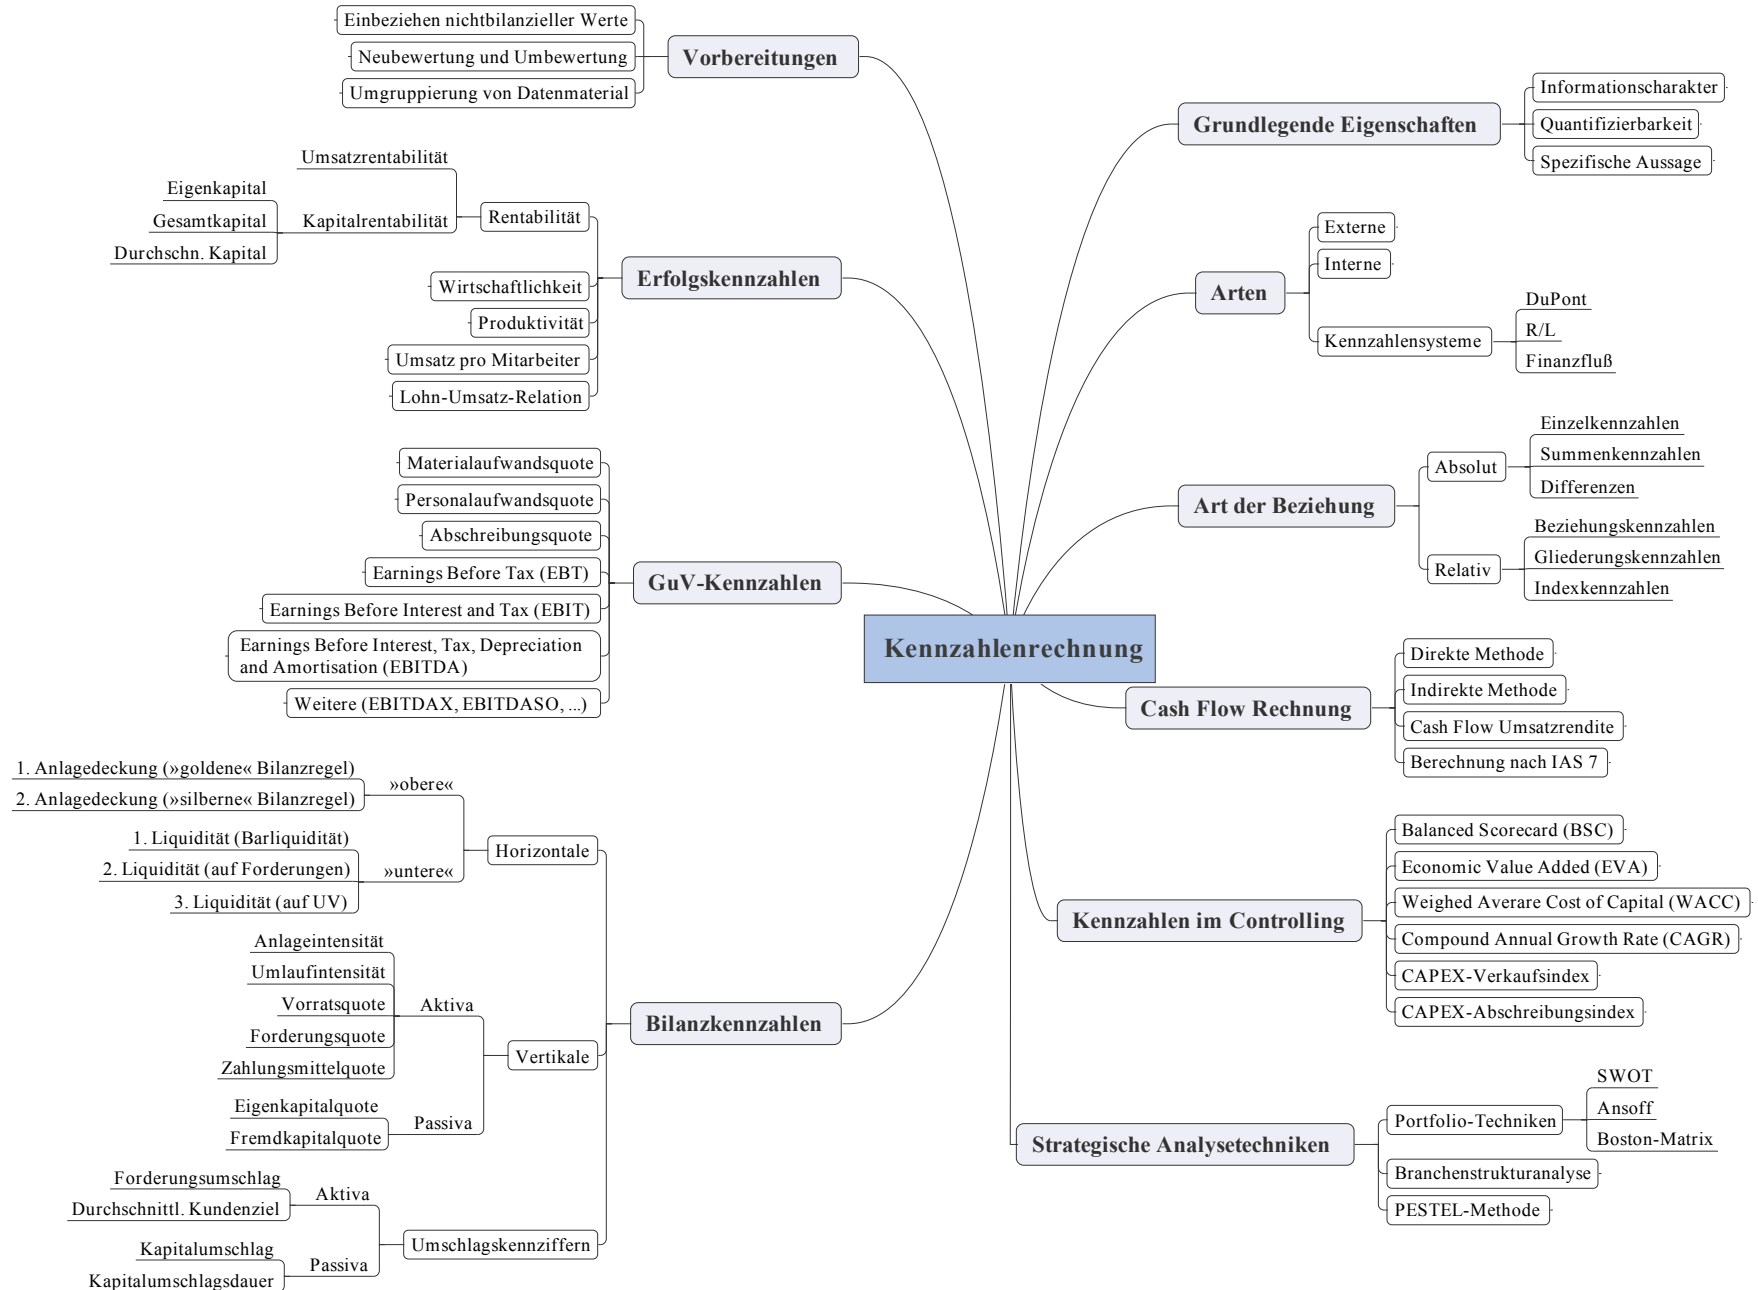 Kennzahlenrechnung
Vorbereitungen
Einbeziehen nichtbilanzieller Werte
Neubewertung und Umbewertung
Umgruppierung von Datenmaterial
Erfolgskennzahlen
Rentabilität
Umsatzrentabilität
Kapitalrentabilität
Eigenkapital
Gesamtkapital
Durchschn. Kapital
Wirtschaftlichkeit
Produktivität
Umsatz pro Mitarbeiter
Lohn-Umsatz-Relation
GuV-Kennzahlen
Materialaufwandsquote
Personalaufwandsquote
Abschreibungsquote
Earnings Before Tax (EBT)
Earnings Before Interest and Tax (EBIT)
Earnings Before Interest, Tax, Depreciation
and Amortisation (EBITDA)
Weitere (EBITDAX, EBITDASO, ...)
Bilanzkennzahlen
Horizontale
»obere«
1. Anlagedeckung (»goldene« Bilanzregel)
2. Anlagedeckung (»silberne« Bilanzregel)
»untere«
1. Liquidität (Barliquidität)
2. Liquidität (auf Forderungen)
3. Liquidität (auf UV)
Vertikale
Aktiva
Anlageintensität
Umlaufintensität
Vorratsquote
Forderungsquote
Zahlungsmittelquote
Passiva
Eigenkapitalquote
Fremdkapitalquote
Umschlagskennziffern
Aktiva
Forderungsumschlag
Durchschnittl. Kundenziel
Passiva
Kapitalumschlag
Kapitalumschlagsdauer
Grundlegende Eigenschaften
Informationscharakter
Quantifizierbarkeit
Spezifische Aussage
Arten
Externe
Interne
Kennzahlensysteme
DuPont
R/L
Finanzfluß
Art der Beziehung
Absolut
Einzelkennzahlen
Summenkennzahlen
Differenzen
Relativ
Beziehungskennzahlen
Gliederungskennzahlen
Indexkennzahlen
Cash Flow Rechnung
Direkte Methode
Indirekte Methode
Cash Flow Umsatzrendite
Berechnung nach IAS 7
Kennzahlen im Controlling
Balanced Scorecard (BSC)
Economic Value Added (EVA)
Weighed Averare Cost of Capital (WACC)
Compound Annual Growth Rate (CAGR)
CAPEX-Verkaufsindex
CAPEX-Abschreibungsindex
Strategische Analysetechniken
Portfolio-Techniken
SWOT
Ansoff
Boston-Matrix
Branchenstrukturanalyse
PESTEL-Methode